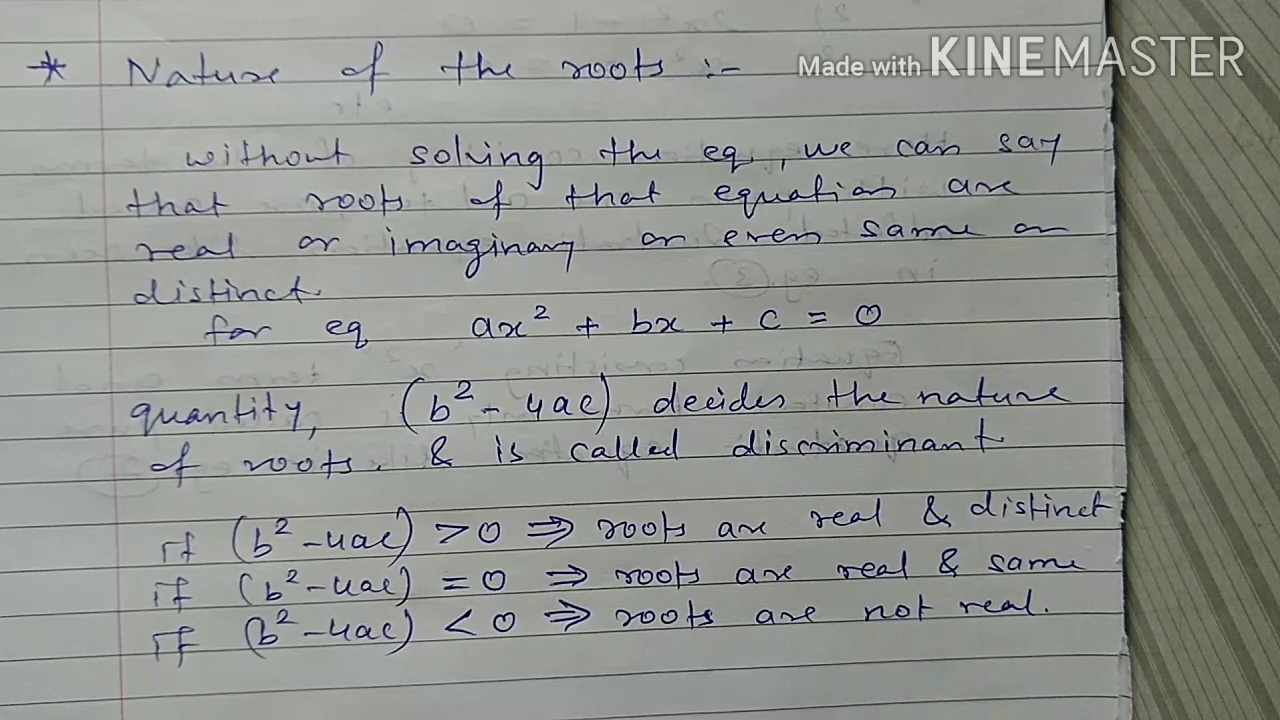 * Nature of the roots :-
Made with KINEMASTER
without solving the eq, we can say
that roots of that equation are
real or imaginary or even same or
distinct.
for eq ax² + bx + c = 0
quantity, (b² - 4ac) decides the nature
of roots. & is called discriminant
if (b² - 4ac) > 0 ⇒ roots are real & distinct
if (b² - 4ac) = 0 ⇒ roots are real & same
if (b² - 4ac) < 0 ⇒ roots are not real.